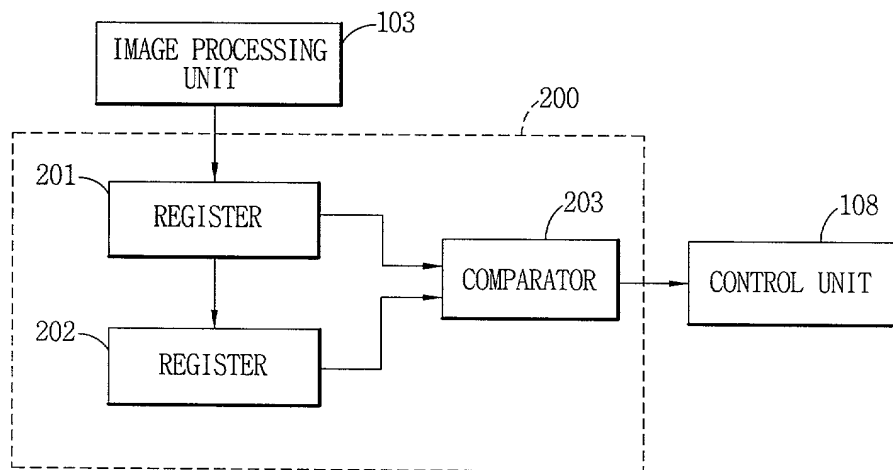 IMAGE PROCESSING
UNIT
103
200
201
REGISTER
203
108
COMPARATOR
CONTROL UNIT
202
REGISTER